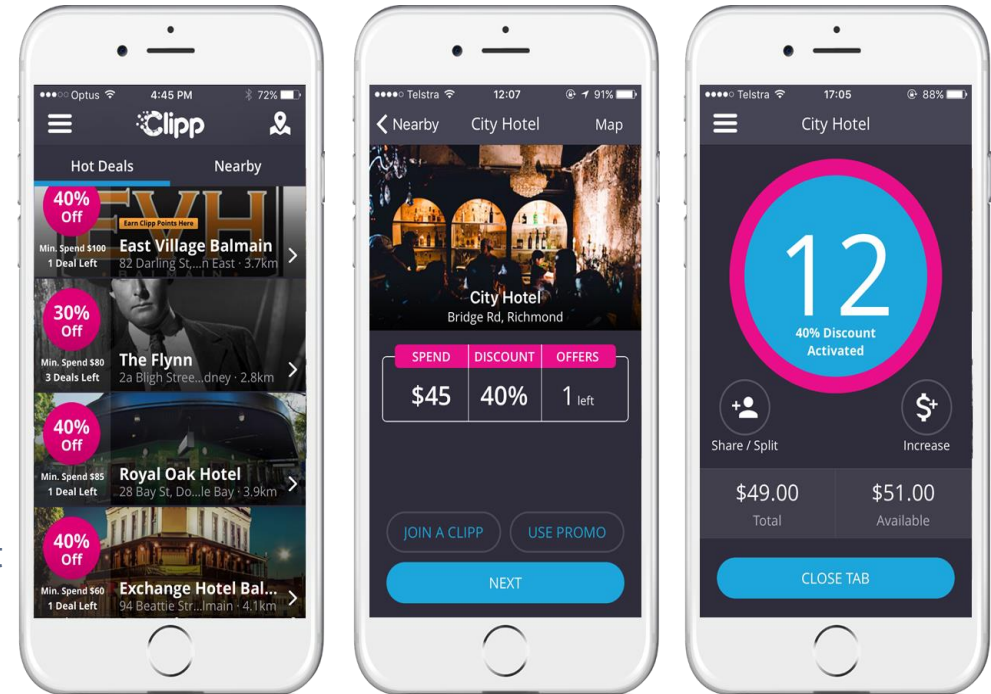 Optus 4:45 PM 72%
Clipp
Hot Deals Nearby
40%
Off
Min. Spend $100
1 Deal Left
EVH
BALMAIN
Earn Clipp Points Here
East Village Balmain
82 Darling St,...n East · 3.7km
30%
Off
Min. Spend $80
3 Deals Left
The Flynn
2a Bligh Stree...dney · 2.8km
40%
Off
Min. Spend $85
1 Deal Left
Royal Oak Hotel
28 Bay St, Do...le Bay · 3.9km
40%
Off
Min. Spend $60
1 Deal Left
Exchange Hotel Bal...
94 Beattie Str...lmain · 4.1km
Telstra 12:07 91%
Nearby City Hotel Map
City Hotel
Bridge Rd, Richmond
SPEND DISCOUNT OFFERS
$45 40% 1 left
JOIN A CLIPP USE PROMO
NEXT
Telstra 17:05 88%
City Hotel
12
40% Discount
Activated
Share / Split Increase
$49.00 $51.00
Total Available
CLOSE TAB